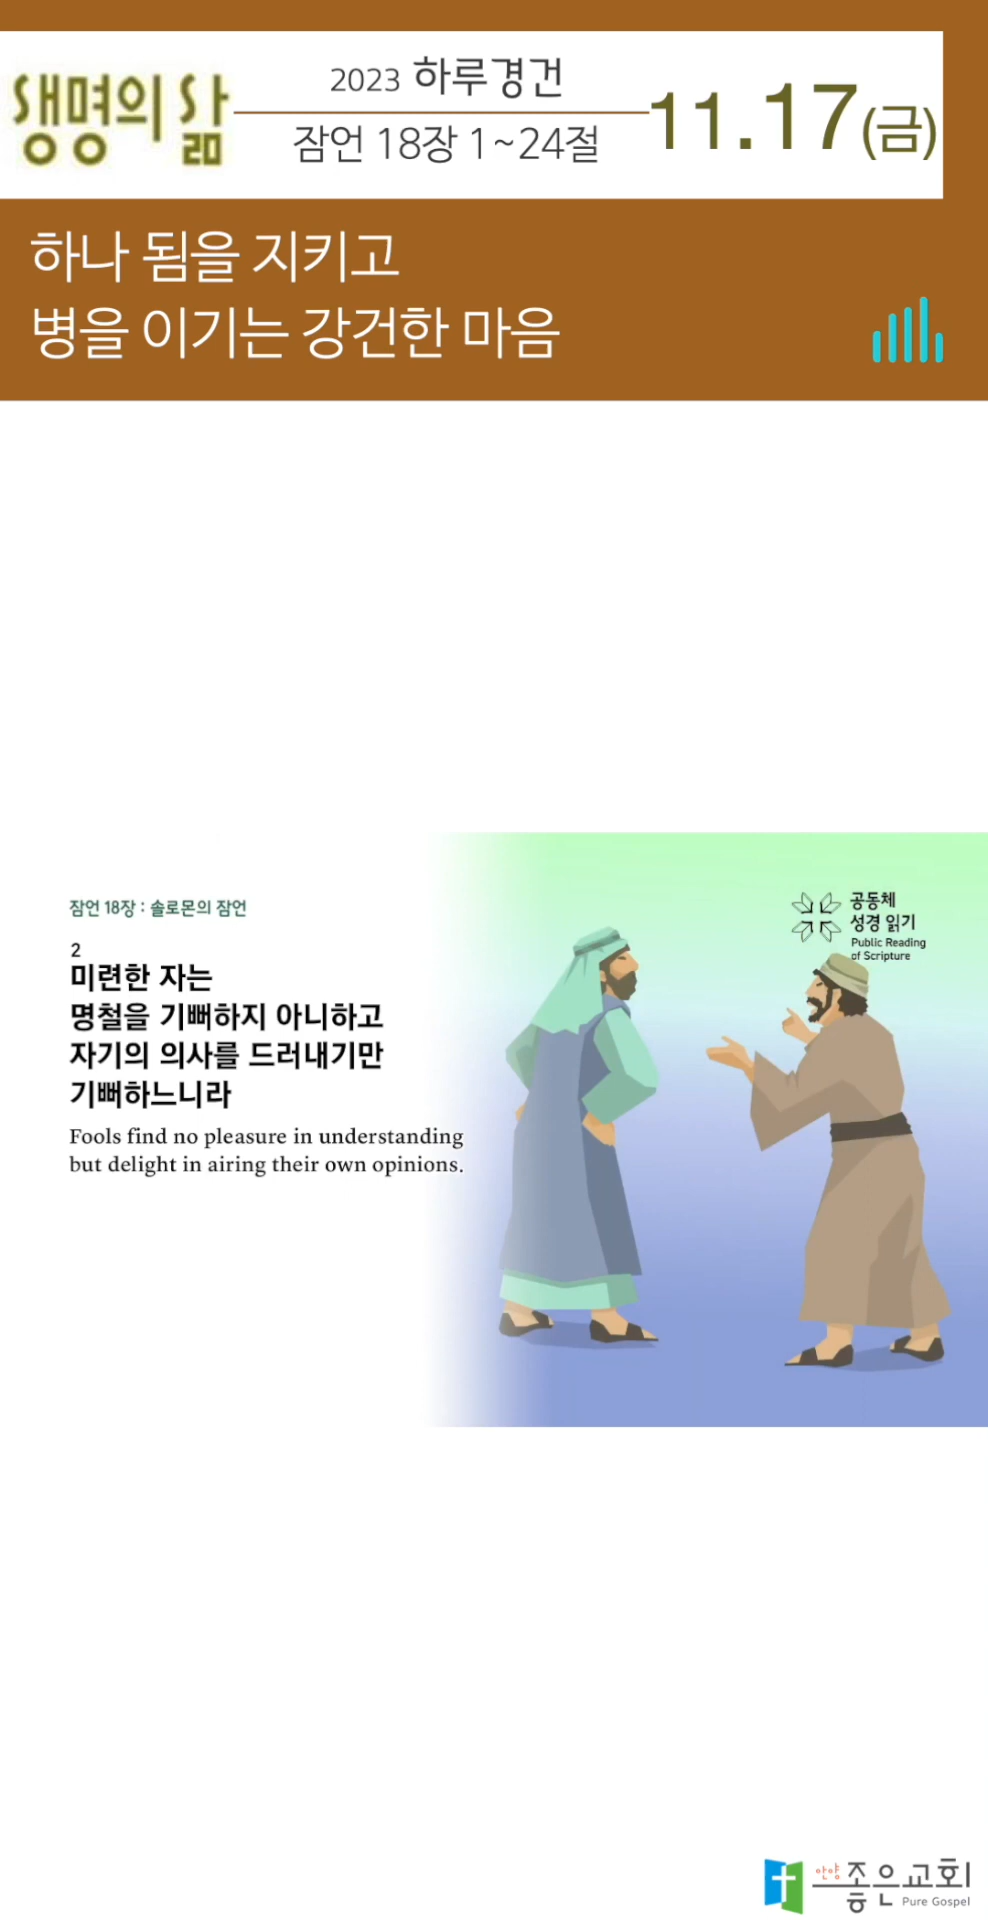 생명의 삶
2023 하루경건
잠언 18장 1~24절
11.17(금)
하나 됨을 지키고
병을 이기는 강건한 마음
잠언 18장 : 솔로몬의 잠언
2
미련한 자는
명철을 기뻐하지 아니하고
자기의 의사를 드러내기만
기뻐하느니라
Fools find no pleasure in understanding
but delight in airing their own opinions.
공동체
성경 읽기
Public Reading
of Scripture
안양 좋은교회
Pure Gospel